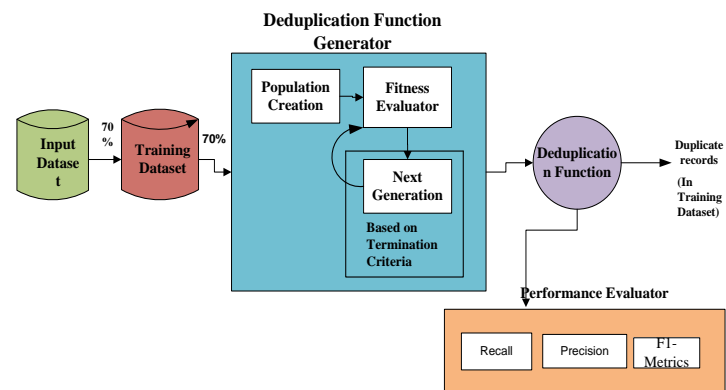 Deduplication Function
Generator
Input
Datase
t
70
%
Training
Dataset
70%
Population
Creation
Fitness
Evaluator
Next
Generation
Based on
Termination
Criteria
Deduplicatio
n Function
Duplicate
records
(In
Training
Dataset)
Performance Evaluator
Recall
Precision
F1-
Metrics